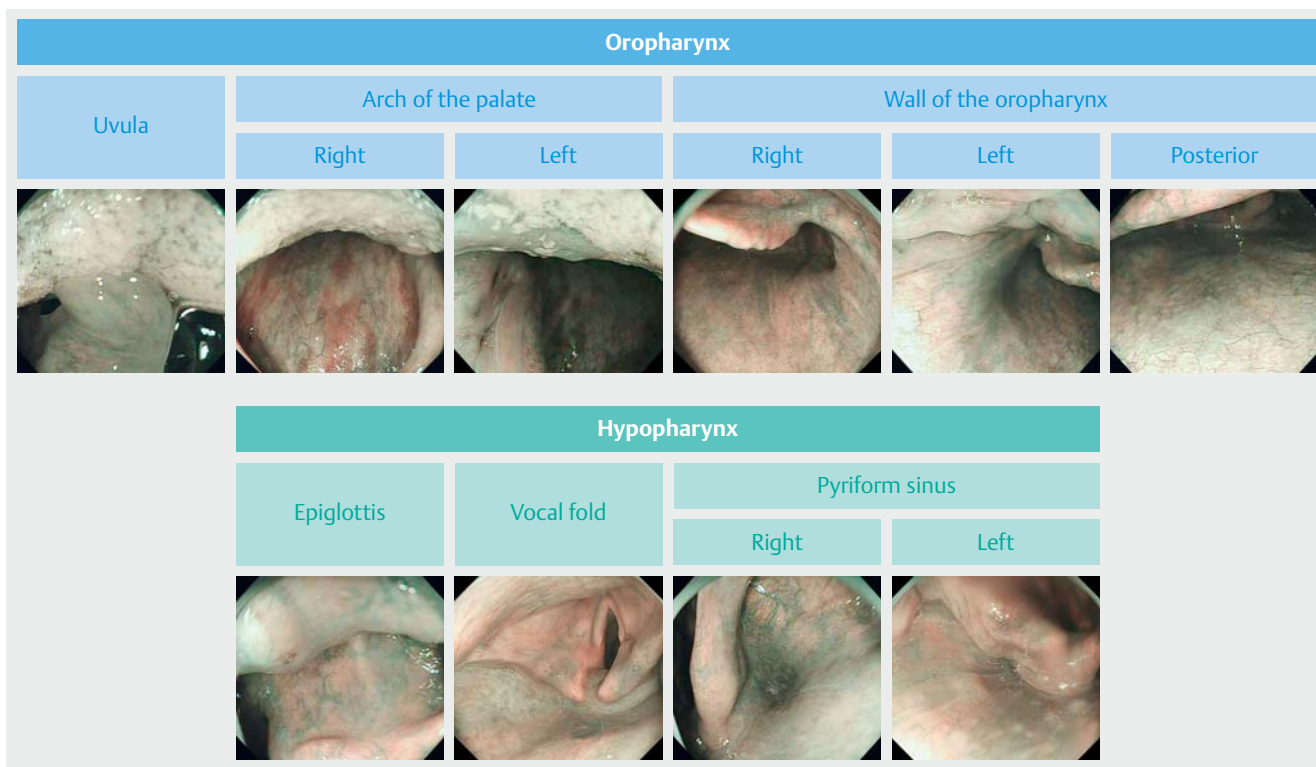 Oropharynx
Uvula
Arch of the palate
Wall of the oropharynx
Right
Left
Right
Left
Posterior
Hypopharynx
Epiglottis
Vocal fold
Pyriform sinus
Right
Left